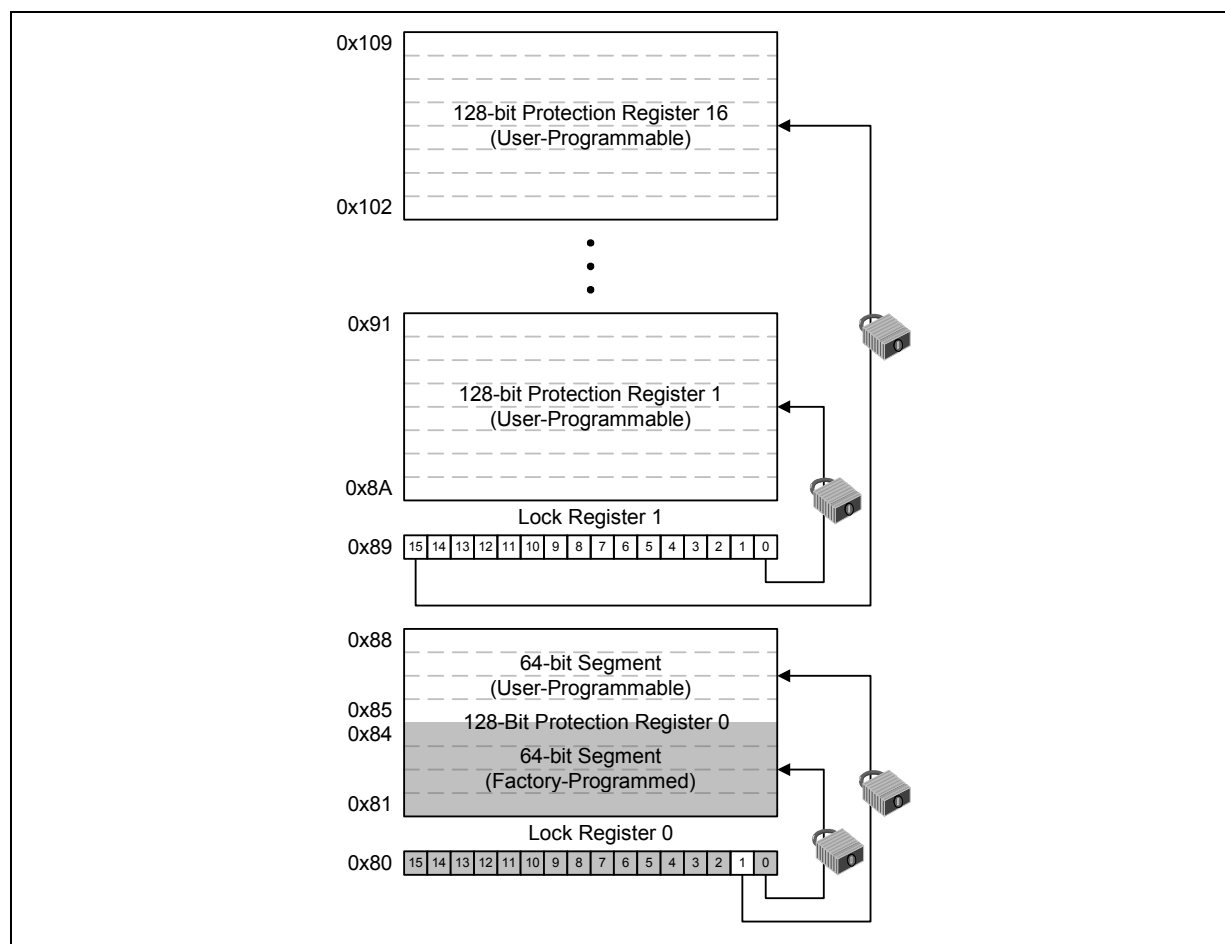 0x109
128-bit Protection Register 16
(User-Programmable)
0x102
0x91
128-bit Protection Register 1
(User-Programmable)
0x8A
Lock Register 1
0x89 15 14 13 12 11 10 9 8 7 6 5 4 3 2 1 0
0x88
64-bit Segment
(User-Programmable)
0x85
128-Bit Protection Register 0
0x84
64-bit Segment
(Factory-Programmed)
0x81
Lock Register 0
0x80 15 14 13 12 11 10 9 8 7 6 5 4 3 2 1 0